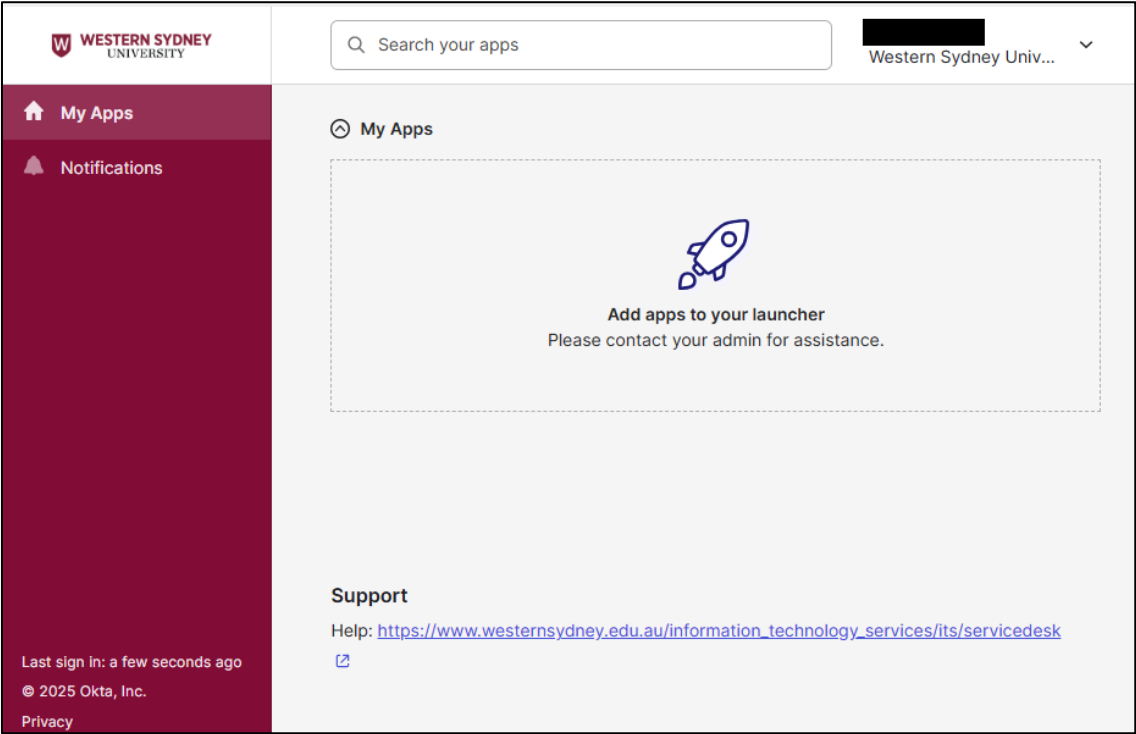 WESTERN SYDNEY
UNIVERSITY
Search your apps
Western Sydney Univ...
My Apps
Notifications
My Apps
Add apps to your launcher
Please contact your admin for assistance.
Support
Help: https://www.westernsydney.edu.au/information_technology_services/its/servicedesk
Last sign in: a few seconds ago
© 2025 Okta, Inc.
Privacy